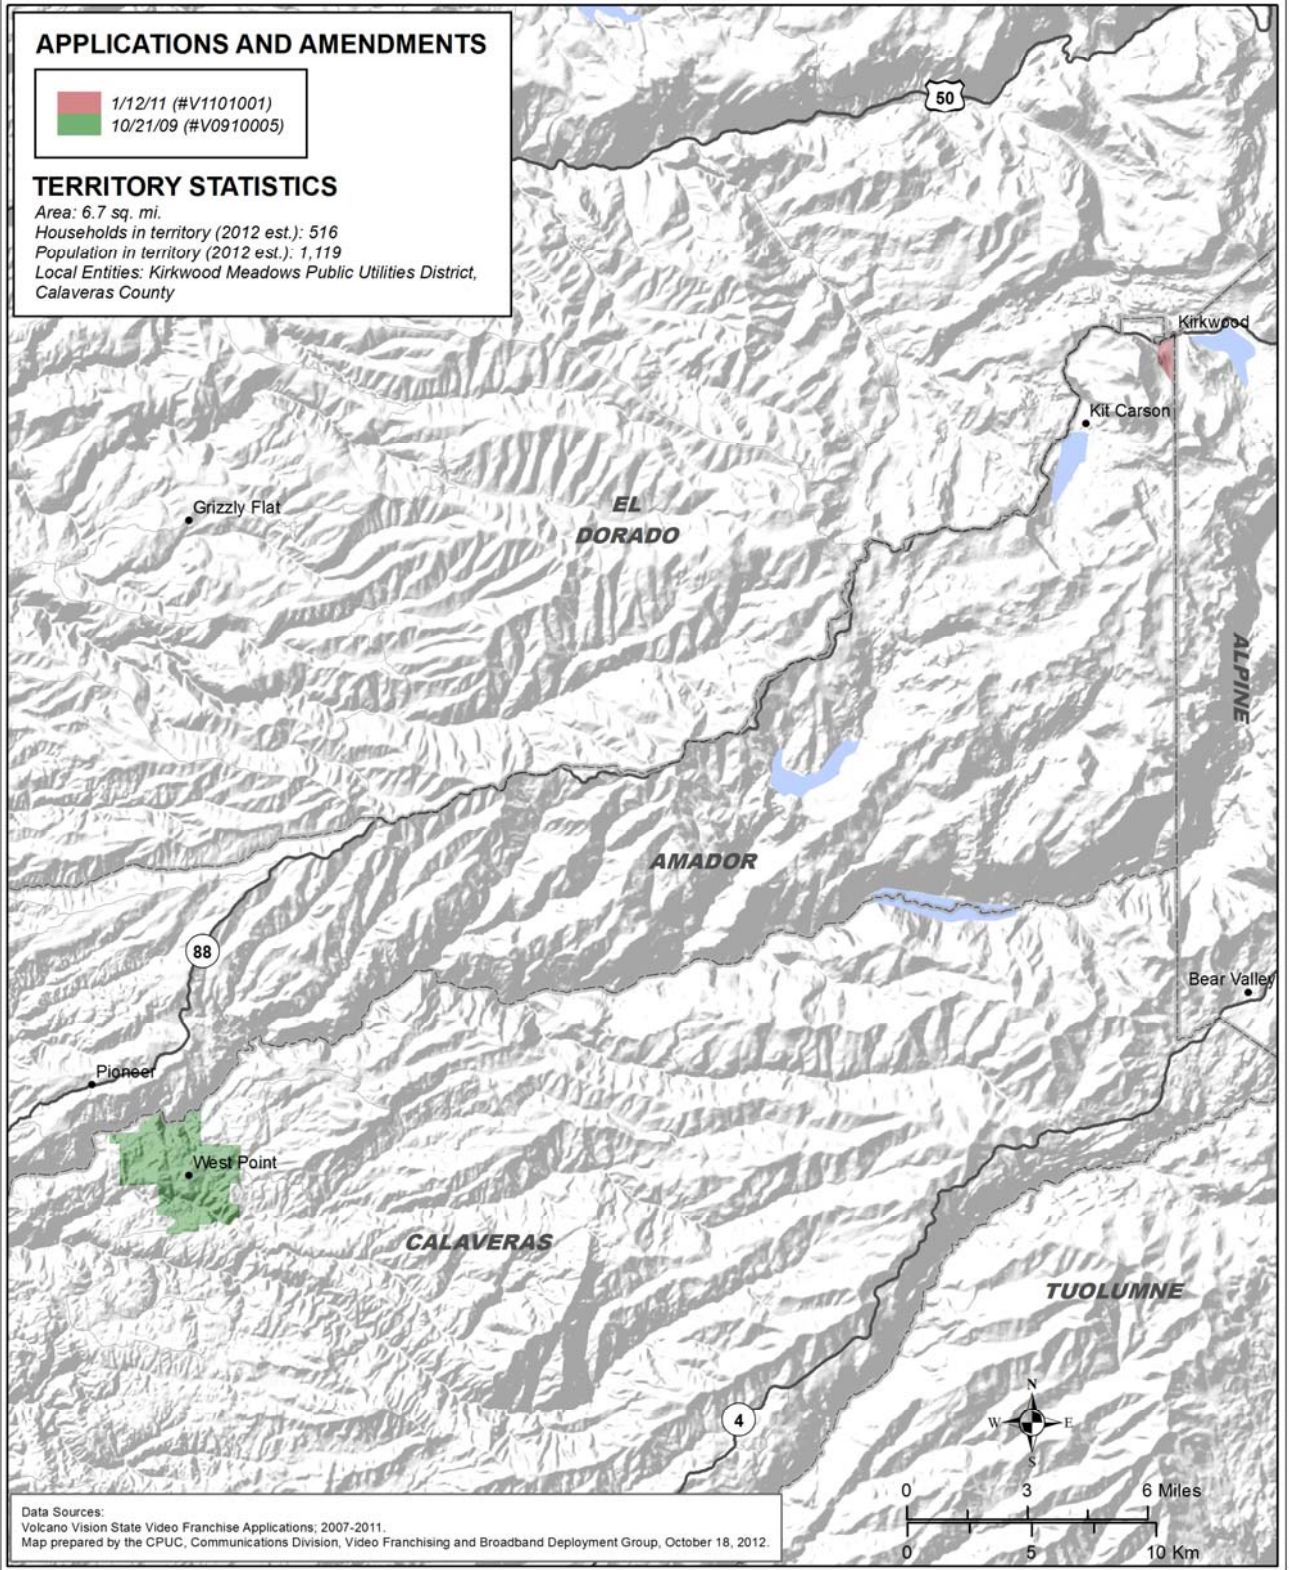 APPLICATIONS AND AMENDMENTS
1/12/11 (#V1101001)
10/21/09 (#V0910005)
TERRITORY STATISTICS
Area: 6.7 sq. mi.
Households in territory (2012 est.): 516
Population in territory (2012 est.): 1,119
Local Entities: Kirkwood Meadows Public Utilities District,
Calaveras County
50
Kirkwood
Kit Carson
Grizzly Flat
EL
DORADO
ALPINE
AMADOR
88
Bear Valley
Pioneer
West Point
CALAVERAS
TUOLUMNE
N
W E
S
4
0 3 6 Miles
0 5 10 Km
Data Sources:
Volcano Vision State Video Franchise Applications; 2007-2011.
Map prepared by the CPUC, Communications Division, Video Franchising and Broadband Deployment Group, October 18, 2012.